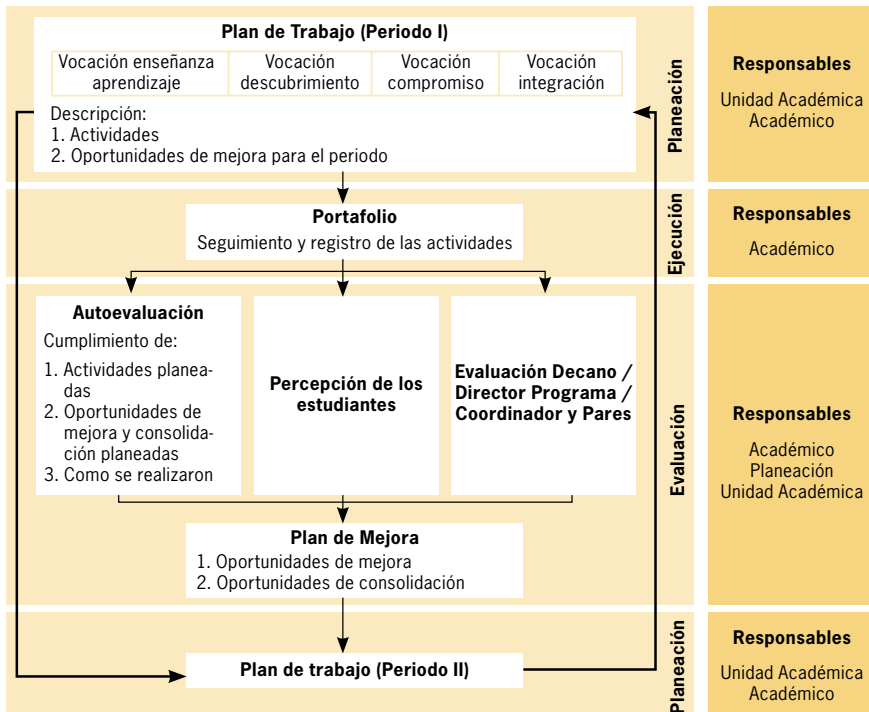 Plan de Trabajo (Periodo I)
Vocación enseñanza
aprendizaje
Vocación
descubrimiento
Vocación
compromiso
Vocación
integración
Descripción:
1. Actividades
2. Oportunidades de mejora para el periodo
Planeación
Responsables
Unidad Académica
Académico
Portafolio
Seguimiento y registro de las actividades
Ejecución
Responsables
Académico
Autoevaluación
Cumplimiento de:
1. Actividades planea-
das
2. Oportunidades de
mejora y consolida-
ción planeadas
3. Como se realizaron
Percepción de los
estudiantes
Evaluación Decano /
Director Programa /
Coordinador y Pares
Plan de Mejora
1. Oportunidades de mejora
2. Oportunidades de consolidación
Evaluación
Responsables
Académico
Planeación
Unidad Académica
Plan de trabajo (Periodo II)
Planeación
Responsables
Unidad Académica
Académico